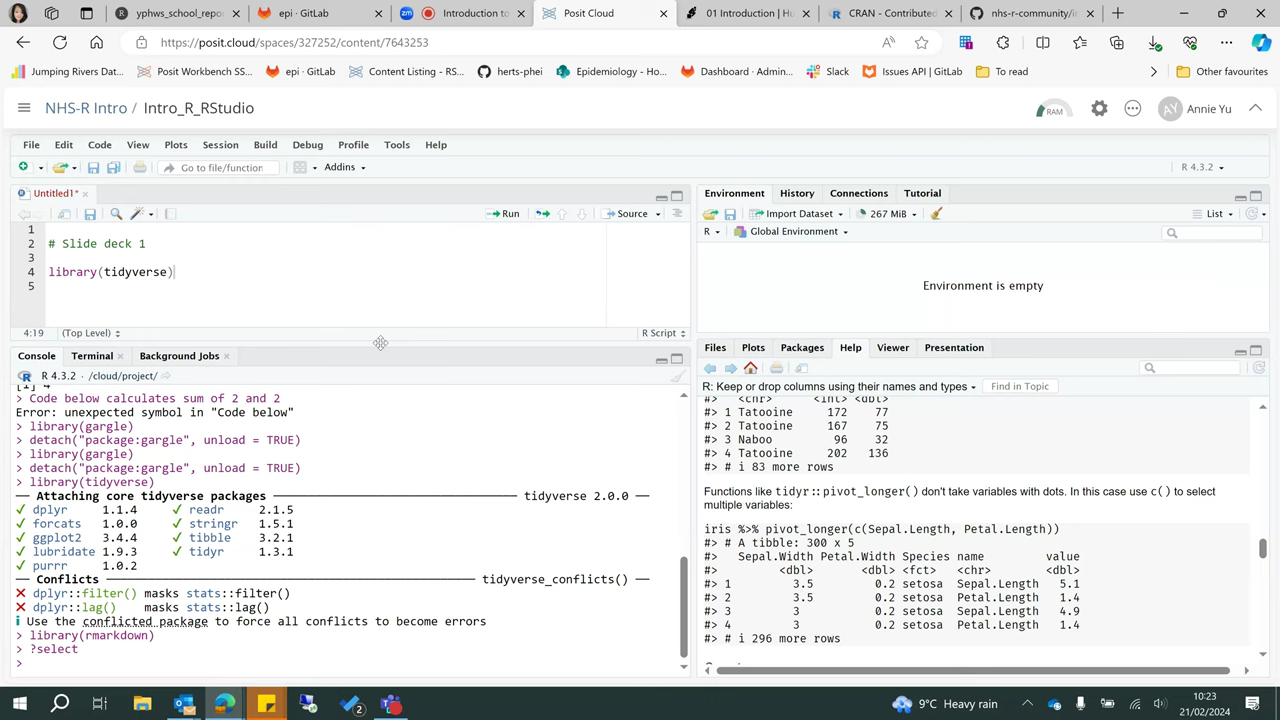 yphws_school_repo
epi · GitLab
Introduction to
Posit Cloud
01 Introduction | Hu
CRAN - Contributed
nhs-r-community/in
https://posit.cloud/spaces/327252/content/7643253
Jumping Rivers Dat...
Posit Workbench SS...
epi · GitLab
Content Listing - RS...
herts-phei
Epidemiology - Ho...
Dashboard · Admin...
Slack
Issues API | GitLab
To read
Other favourites
NHS-R Intro / Intro_R_RStudio
RAM
AY
Annie Yu
File Edit Code View Plots Session Build Debug Profile Tools Help
Go to file/function
Addins
R 4.3.2
Untitled1*
Run
Source
1
2 # Slide deck 1
3
4 library(tidyverse)
5
4:19 (Top Level)
R Script
Console Terminal Background Jobs
R 4.3.2 · /cloud/project/
[1] 4
> Code below calculates sum of 2 and 2
Error: unexpected symbol in "Code below"
> library(gargle)
> detach("package:gargle", unload = TRUE)
> library(gargle)
> detach("package:gargle", unload = TRUE)
> library(tidyverse)
── Attaching core tidyverse packages ── tidyverse 2.0.0 ──
✓ dplyr 1.1.4 ✓ readr 2.1.5
✓ forcats 1.0.0 ✓ stringr 1.5.1
✓ ggplot2 3.4.4 ✓ tibble 3.2.1
✓ lubridate 1.9.3 ✓ tidyr 1.3.1
✓ purrr 1.0.2
── Conflicts ── tidyverse_conflicts() ──
✗ dplyr::filter() masks stats::filter()
✗ dplyr::lag() masks stats::lag()
ℹ Use the conflicted package to force all conflicts to become errors
> library(rmarkdown)
> ?select
>
Environment History Connections Tutorial
Import Dataset
267 MiB
List
R
Global Environment
Environment is empty
Files Plots Packages Help Viewer Presentation
R: Keep or drop columns using their names and types
Find in Topic
#> <chr> <int> <dbl>
#> 1 Tatooine 172 77
#> 2 Tatooine 167 75
#> 3 Naboo 96 32
#> 4 Tatooine 202 136
#> # i 83 more rows
Functions like tidyr::pivot_longer() don't take variables with dots. In this case use c() to select
multiple variables:
iris %>% pivot_longer(c(Sepal.Length, Petal.Length))
#> # A tibble: 300 x 5
#> Sepal.Width Petal.Width Species name value
#> <dbl> <dbl> <fct> <chr> <dbl>
#> 1 3.5 0.2 setosa Sepal.Length 5.1
#> 2 3.5 0.2 setosa Petal.Length 1.4
#> 3 3 0.2 setosa Sepal.Length 4.9
#> 4 3 0.2 setosa Petal.Length 1.4
#> # i 296 more rows
2
9°C Heavy rain
10:23
21/02/2024